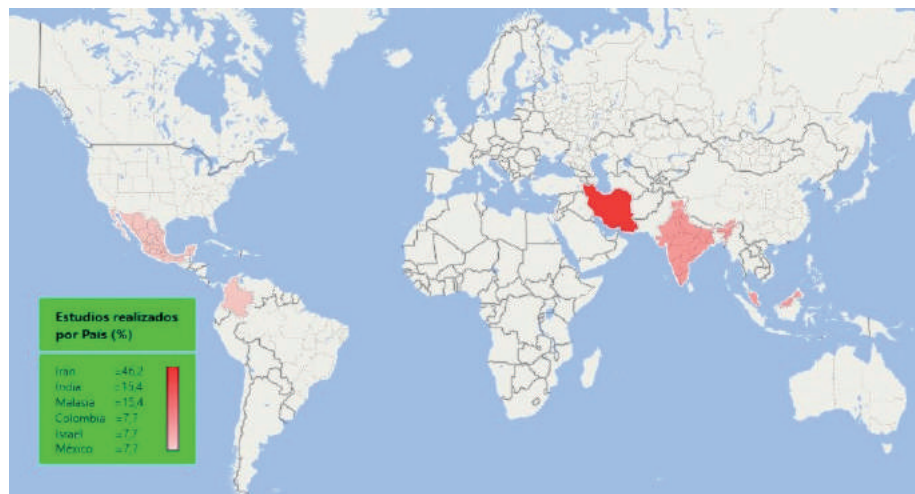 Estudios realizados
por País (%)
Iran =46,2
India =15,4
Malasia =15,4
Colombia =7,7
Israel =7,7
México =7,7